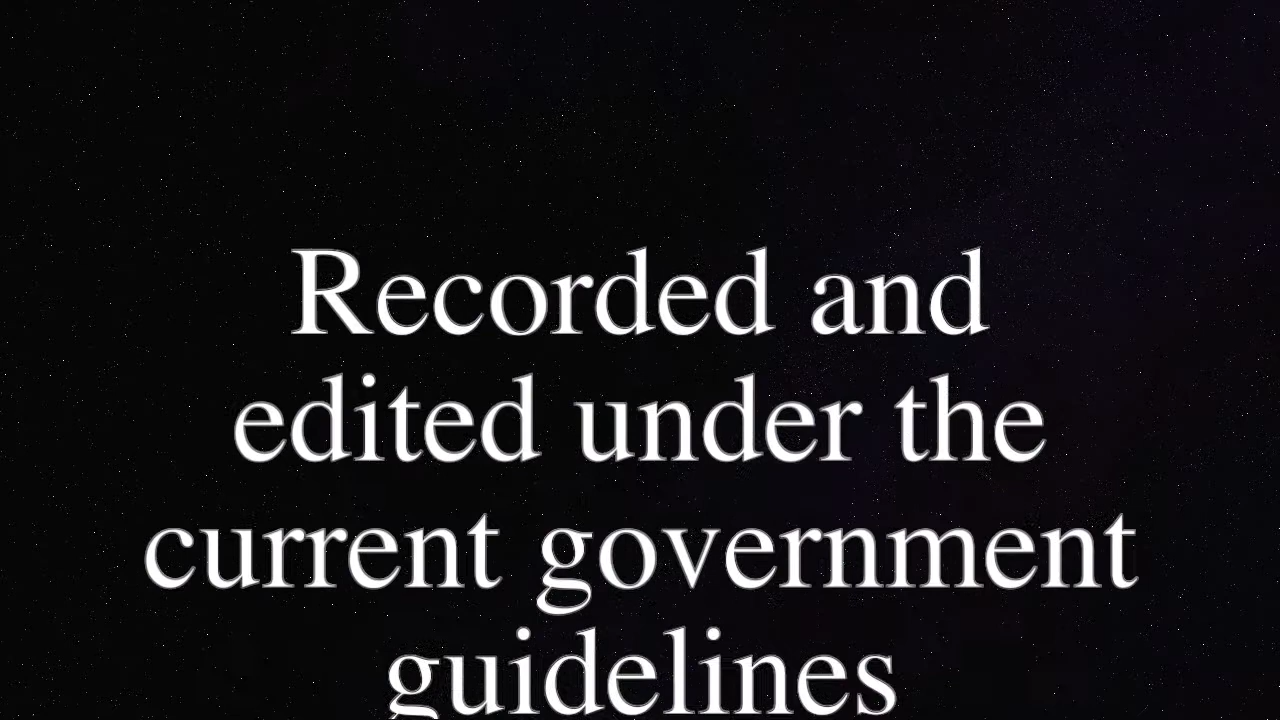 Recorded and
edited under the
current government
guidelines